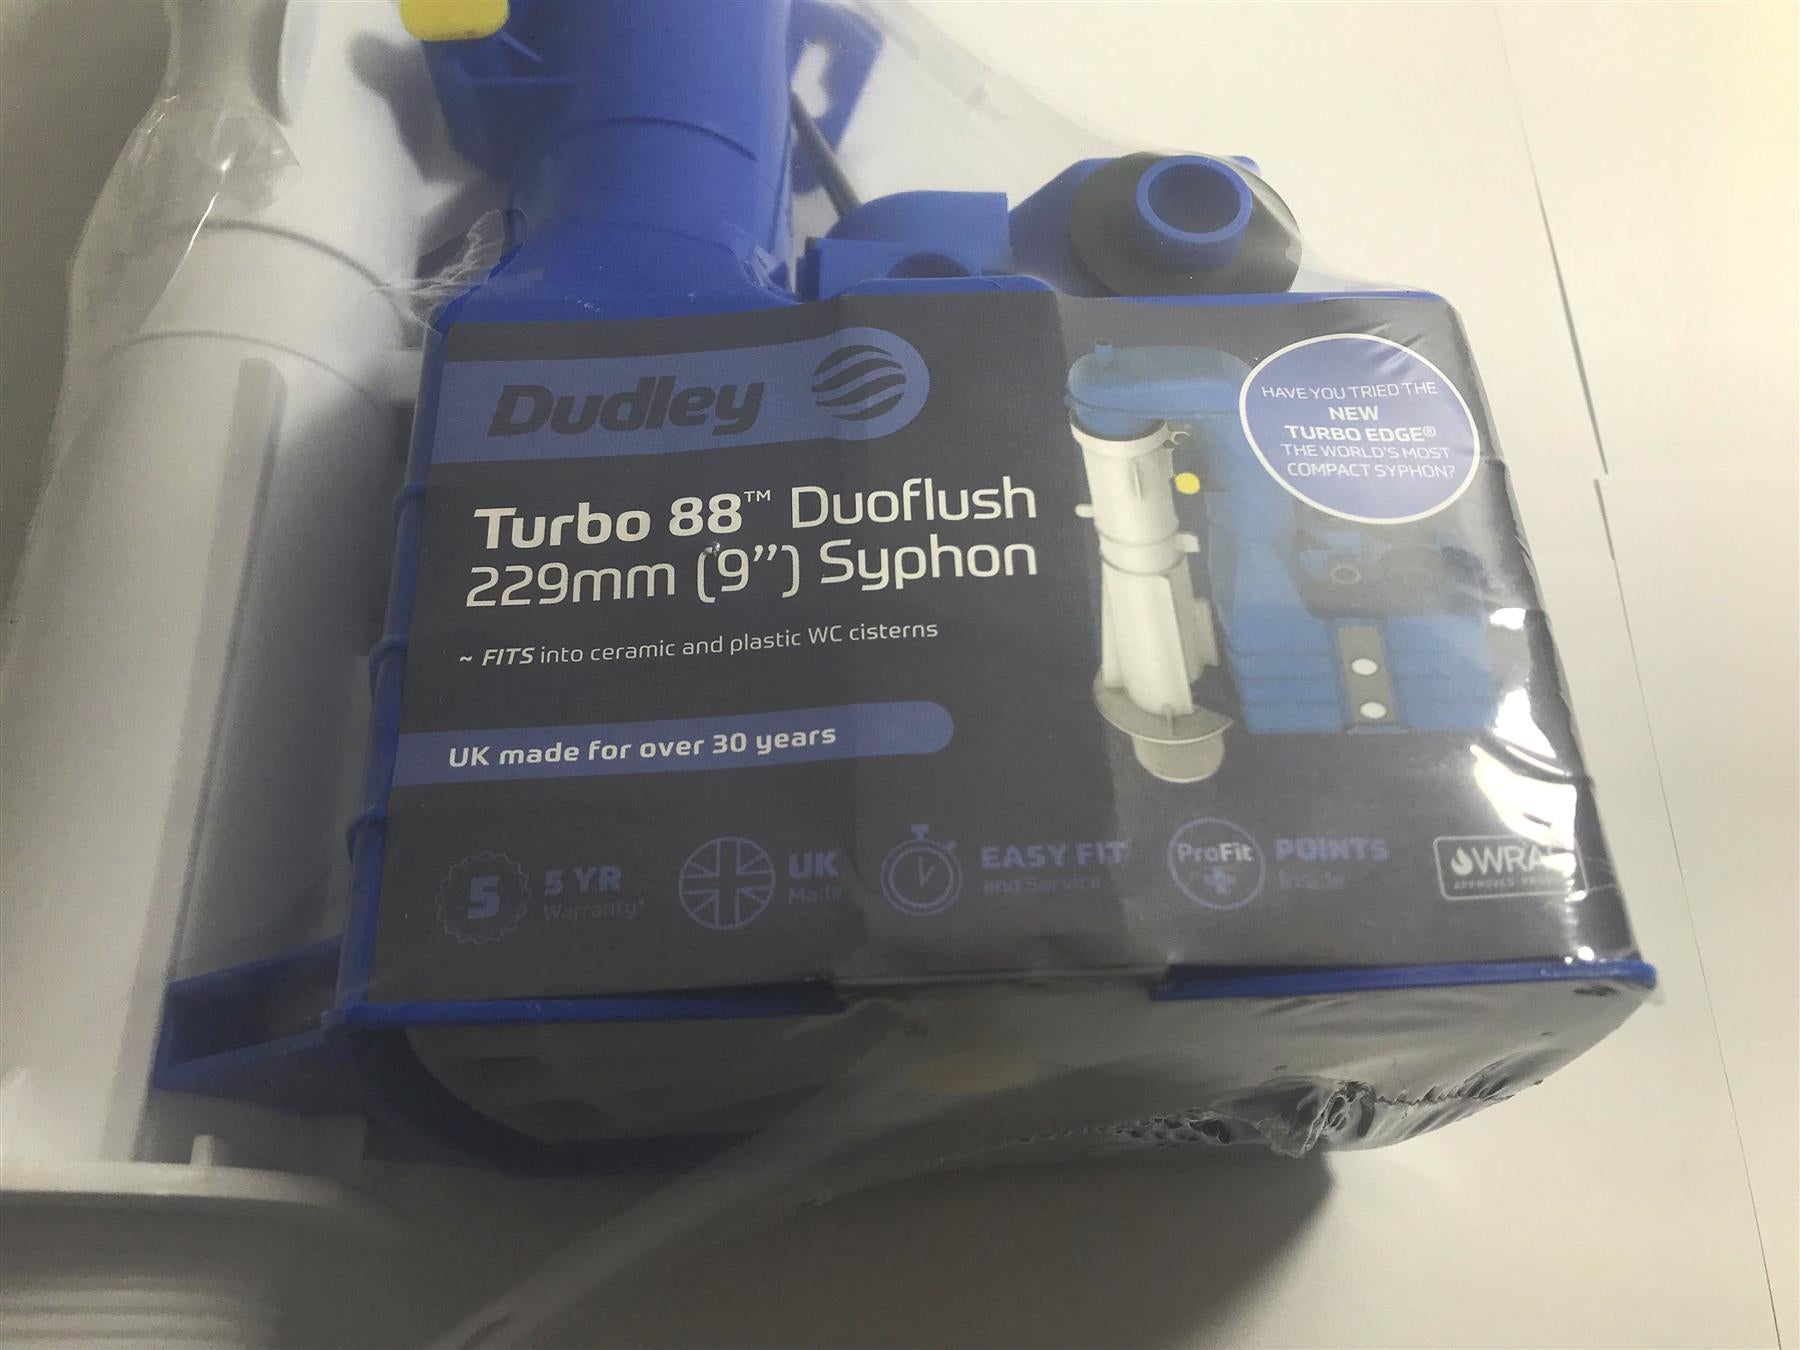 Dudley
HAVE YOU TRIED THE
NEW
TURBO EDGE®
THE WORLD'S MOST
COMPACT SYPHON?
Turbo 88™ Duoflush
229mm (9”) Syphon
~ FITS into ceramic and plastic WC cisterns
UK made for over 30 years
5
5 YR
Warranty*
UK
Made
EASY FIT
and Service
ProFit
+
POINTS
Inside
APPROVED